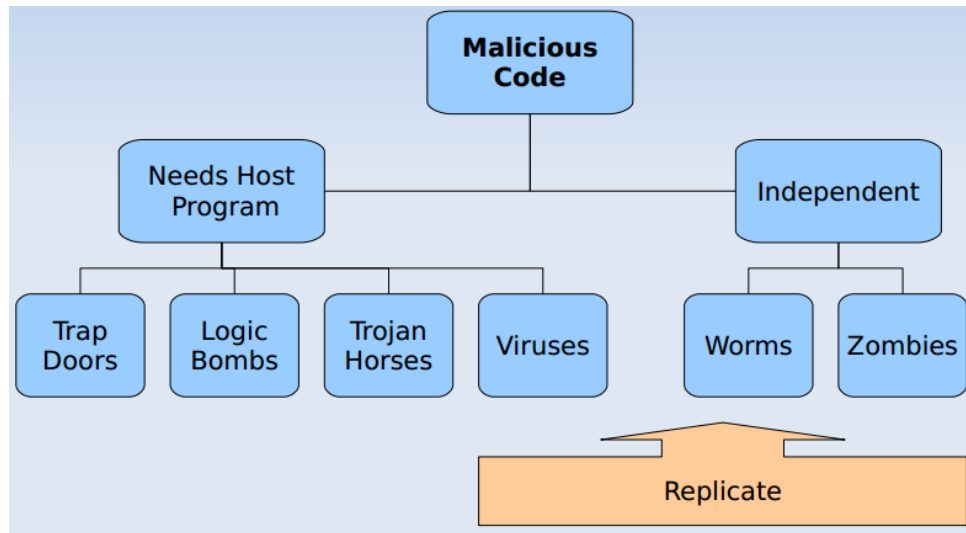 Malicious
Code
Needs Host
Program
Independent
Trap
Doors
Logic
Bombs
Trojan
Horses
Viruses
Worms
Zombies
Replicate